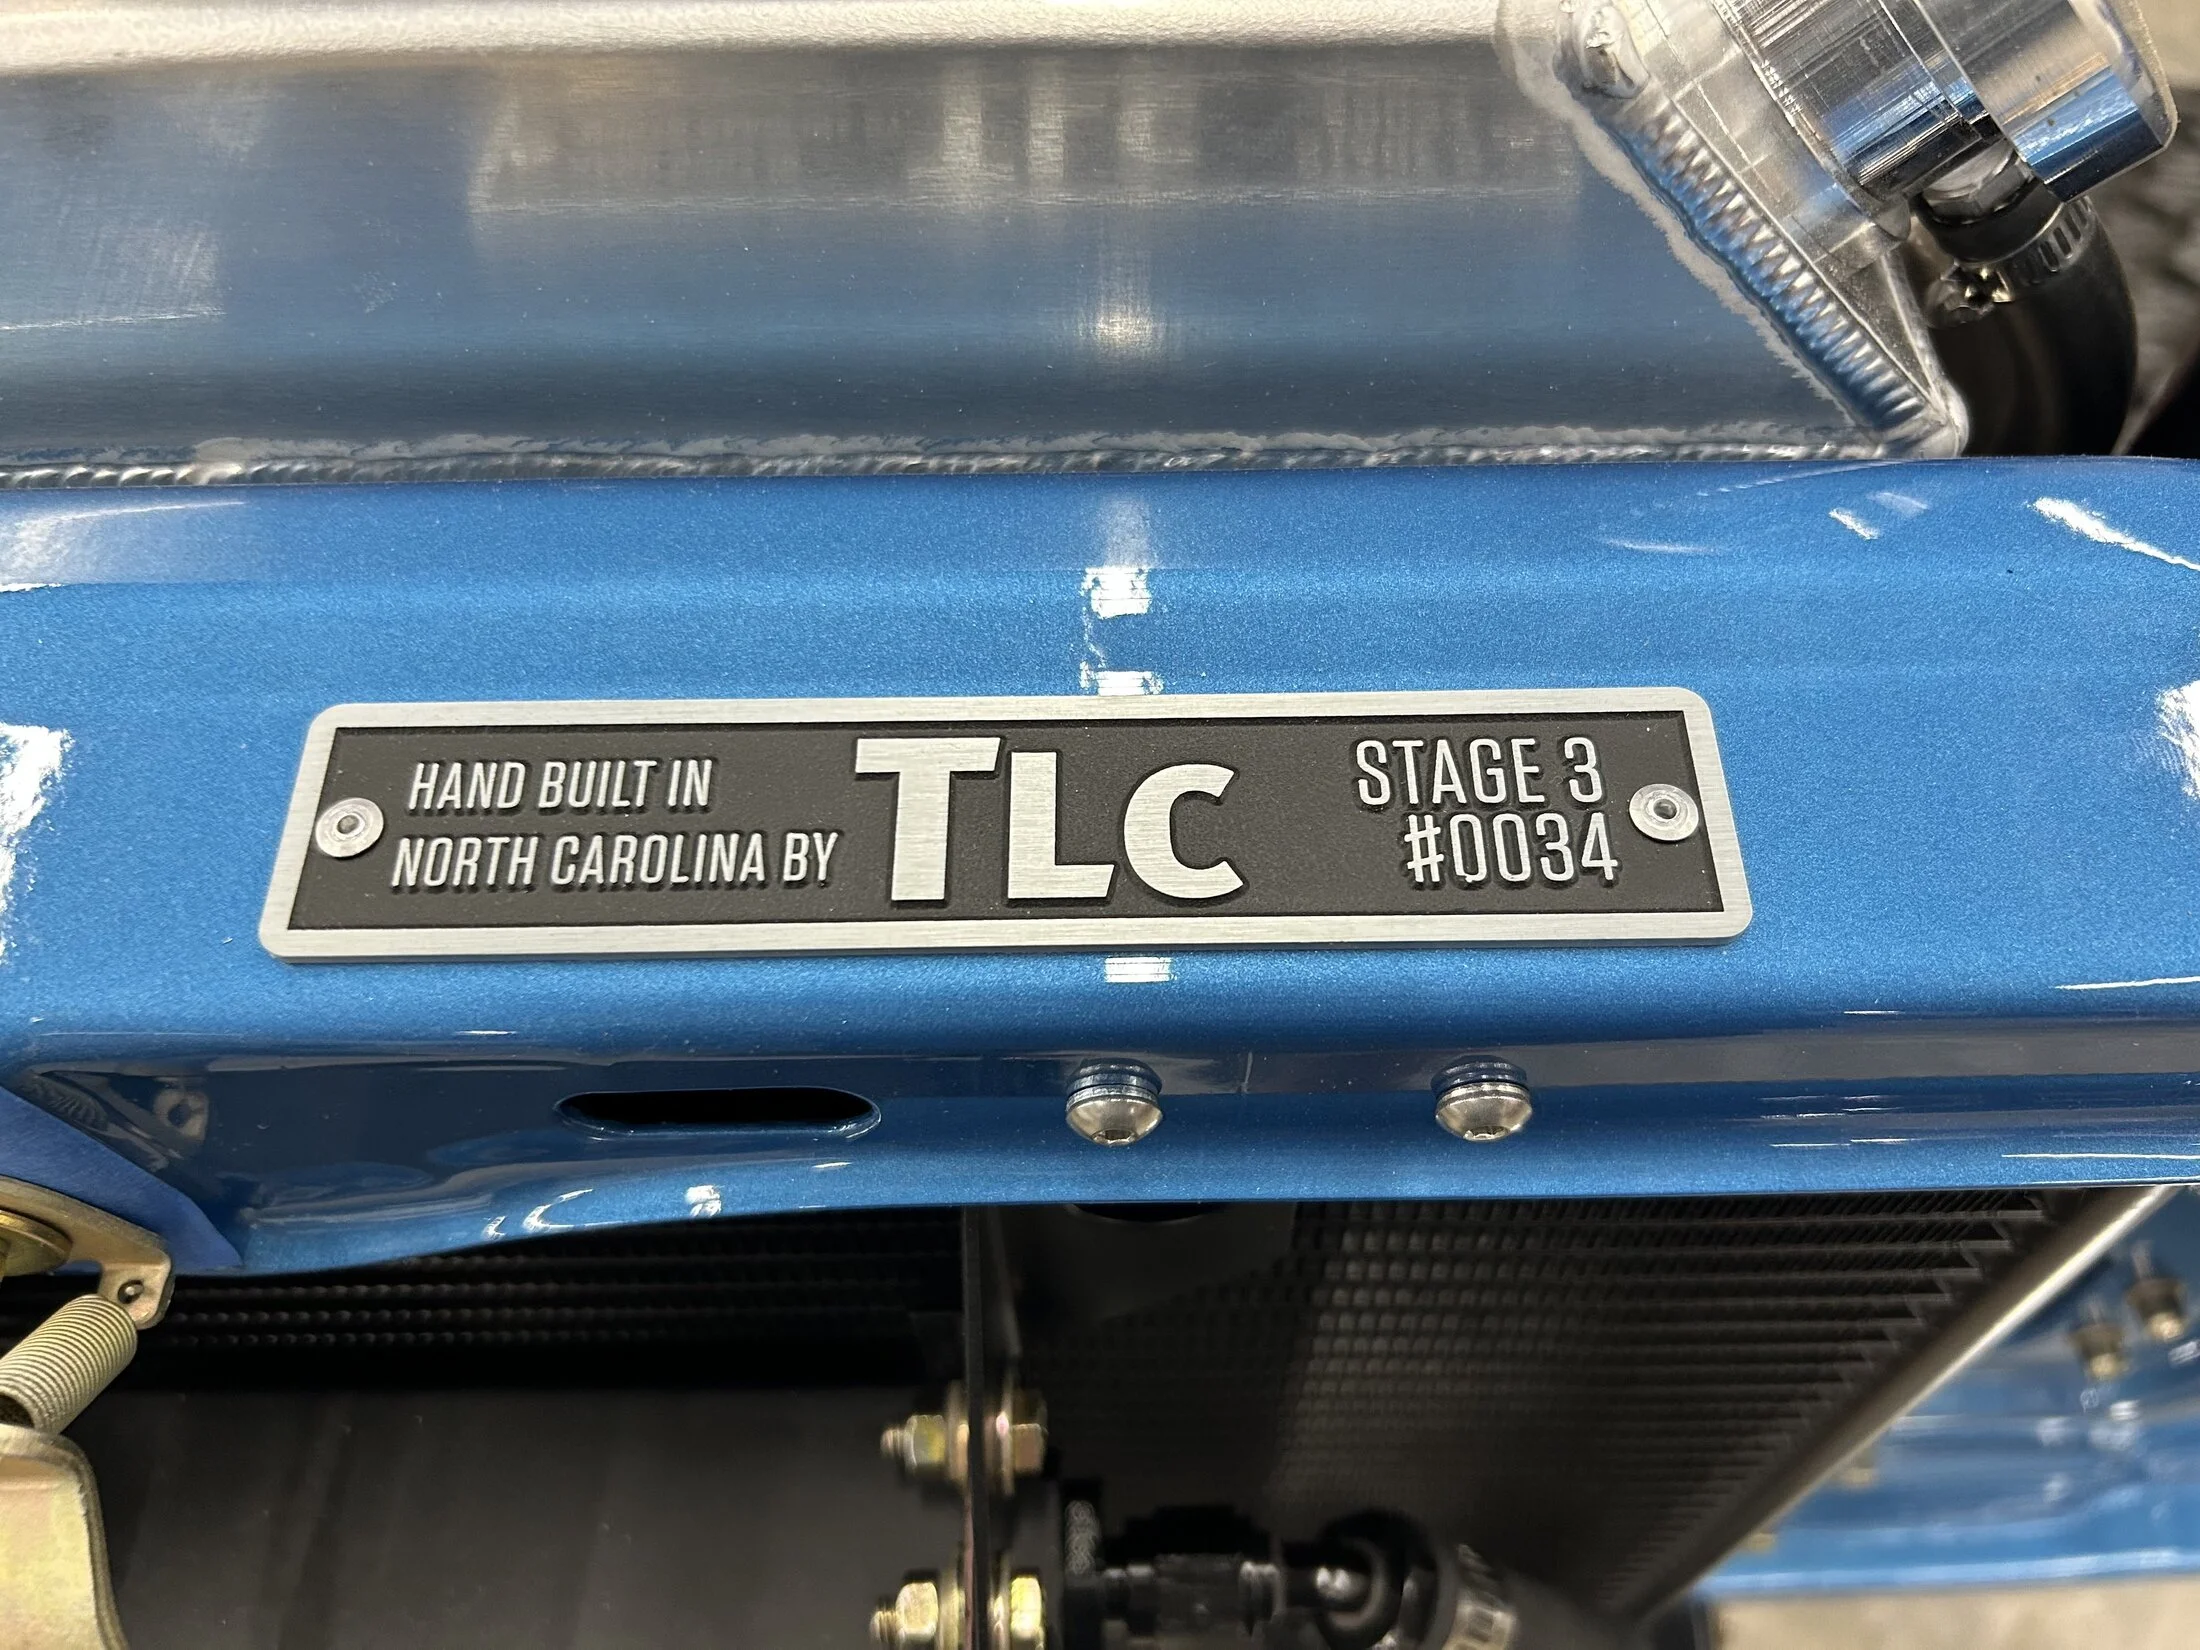 HAND BUILT IN
NORTH CAROLINA BY
TLC
STAGE 3
#0034